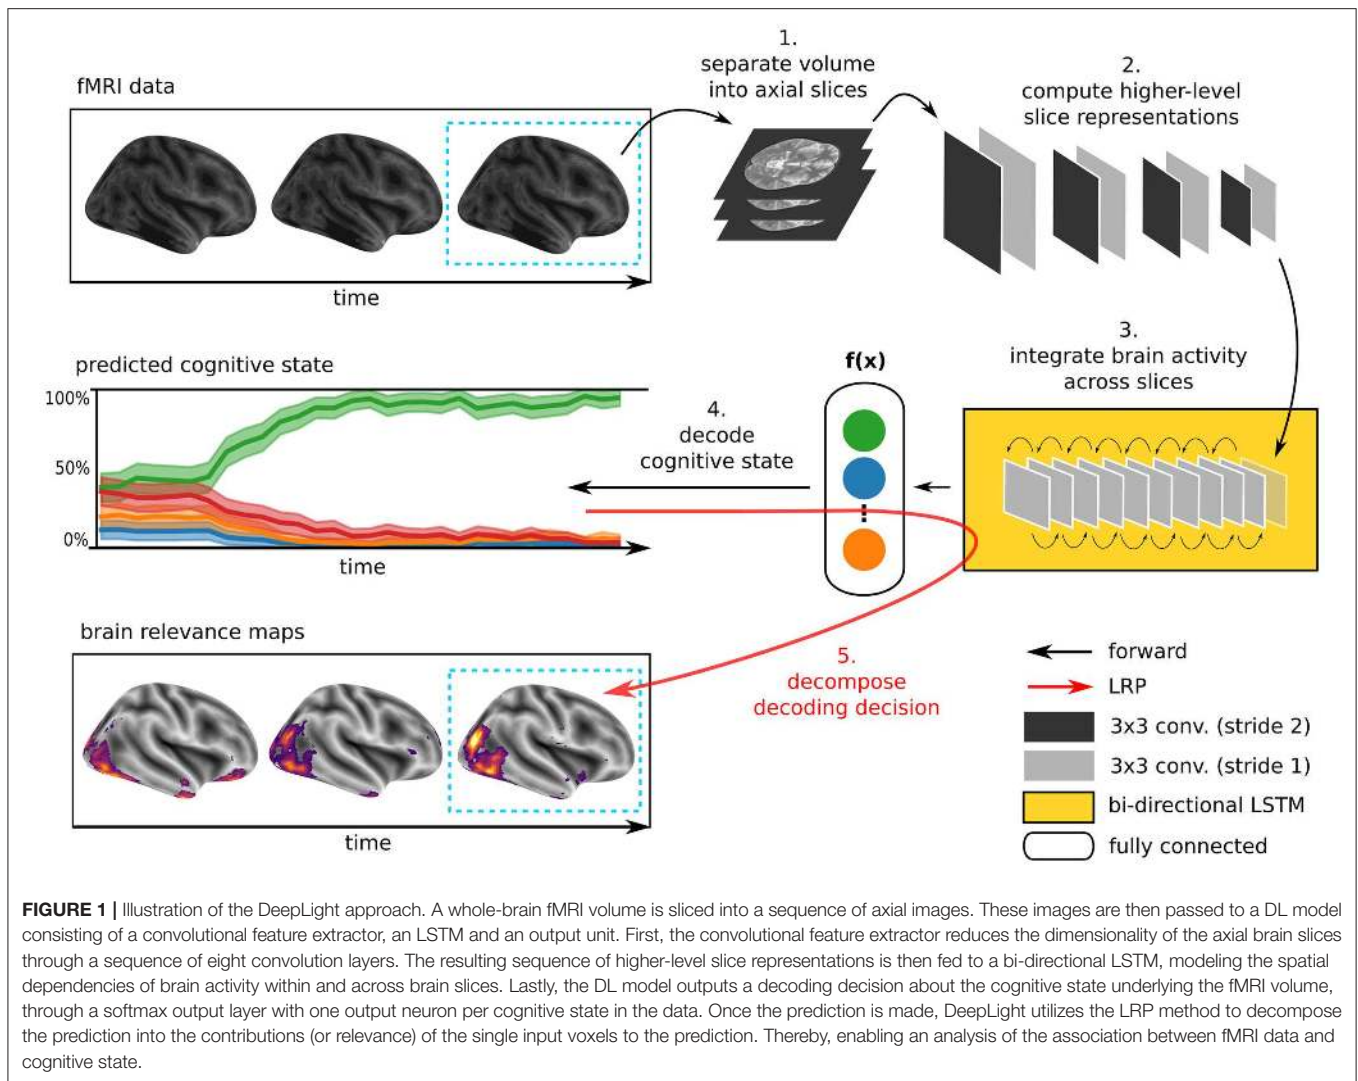 fMRI data
time
1.
separate volume
into axial slices
2.
compute higher-level
slice representations
3.
integrate brain activity
across slices
f(x)
4.
decode
cognitive state
predicted cognitive state
100%
50%
0%
time
brain relevance maps
time
5.
decompose
decoding decision
forward
LRP
3x3 conv. (stride 2)
3x3 conv. (stride 1)
bi-directional LSTM
fully connected
FIGURE 1 | Illustration of the DeepLight approach. A whole-brain fMRI volume is sliced into a sequence of axial images. These images are then passed to a DL model
consisting of a convolutional feature extractor, an LSTM and an output unit. First, the convolutional feature extractor reduces the dimensionality of the axial brain slices
through a sequence of eight convolution layers. The resulting sequence of higher-level slice representations is then fed to a bi-directional LSTM, modeling the spatial
dependencies of brain activity within and across brain slices. Lastly, the DL model outputs a decoding decision about the cognitive state underlying the fMRI volume,
through a softmax output layer with one output neuron per cognitive state in the data. Once the prediction is made, DeepLight utilizes the LRP method to decompose
the prediction into the contributions (or relevance) of the single input voxels to the prediction. Thereby, enabling an analysis of the association between fMRI data and
cognitive state.